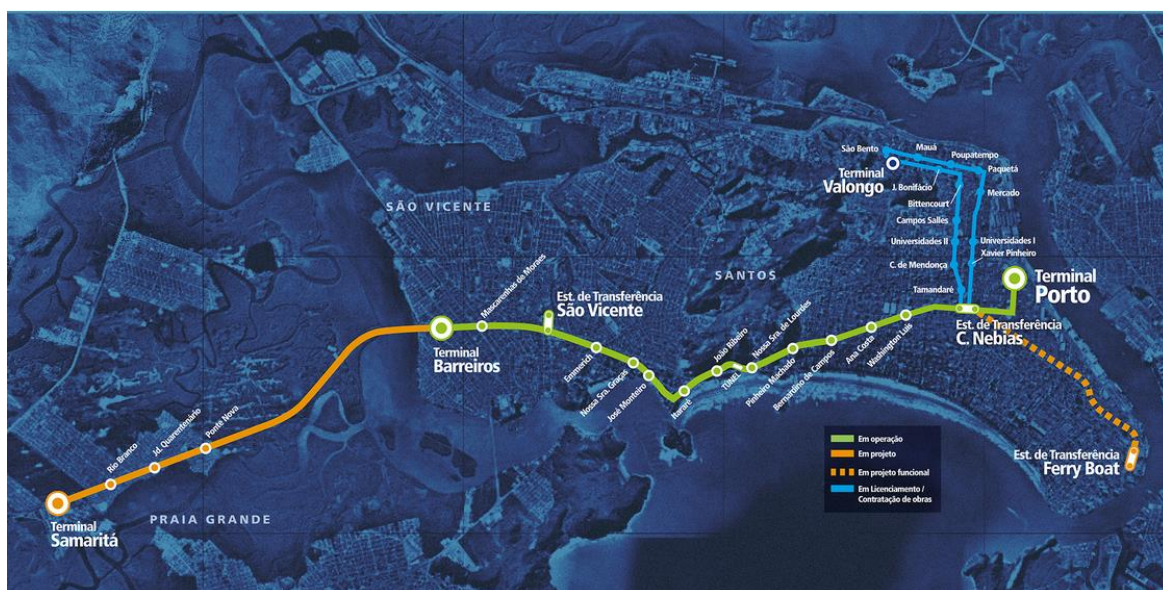 São Bento
Mauá
Poupatempo
Paquetá
Terminal
Valongo
J. Bonifácio
Mercado
Bittencourt
SÃO VICENTE
Campos Salles
Universidades II
Universidades I
Xavier Pinheiro
C. de Mendonça
Tamandaré
SANTOS
Terminal
Porto
Est. de Transferência
C. Nebias
Mascarenhas de Moraes
Est. de Transferência
São Vicente
Terminal
Barreiros
Emmerich
Nossa Sra. Graças
José Monteiro
Itararé
João Ribeiro
TÚNEL
Nossa Sra. de Lourdes
Pinheiro Machado
Bernardino de Campos
Ana Costa
Washington Luis
Rio Branco
Jd. Quarentenário
Ponte Nova
Terminal
Samaritá
PRAIA GRANDE
Em operação
Em projeto
Em projeto funcional
Em Licenciamento /
Contratação de obras
Est. de Transferência
Ferry Boat